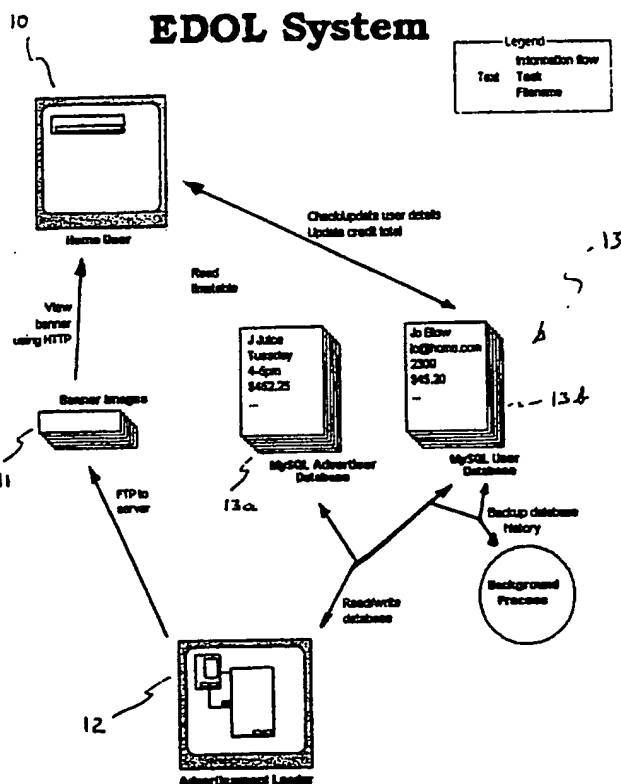 EDOL System
10
Legend
Information flow
Text Task
Filename
Home User
Check/update user details
Update credit total
13
Read
timetable
View
banner
using HTTP
J Juice
Tuesday
4-6pm
$452.25
...
Jo Blow
jo@home.com
2300
$45.20
...
13b
Banner Images
11
MySQL Advertiser
Database
13a
MySQL User
Database
FTP to
server
Backup database
history
Background
Process
Read/write
database
12
Advertisement Loader